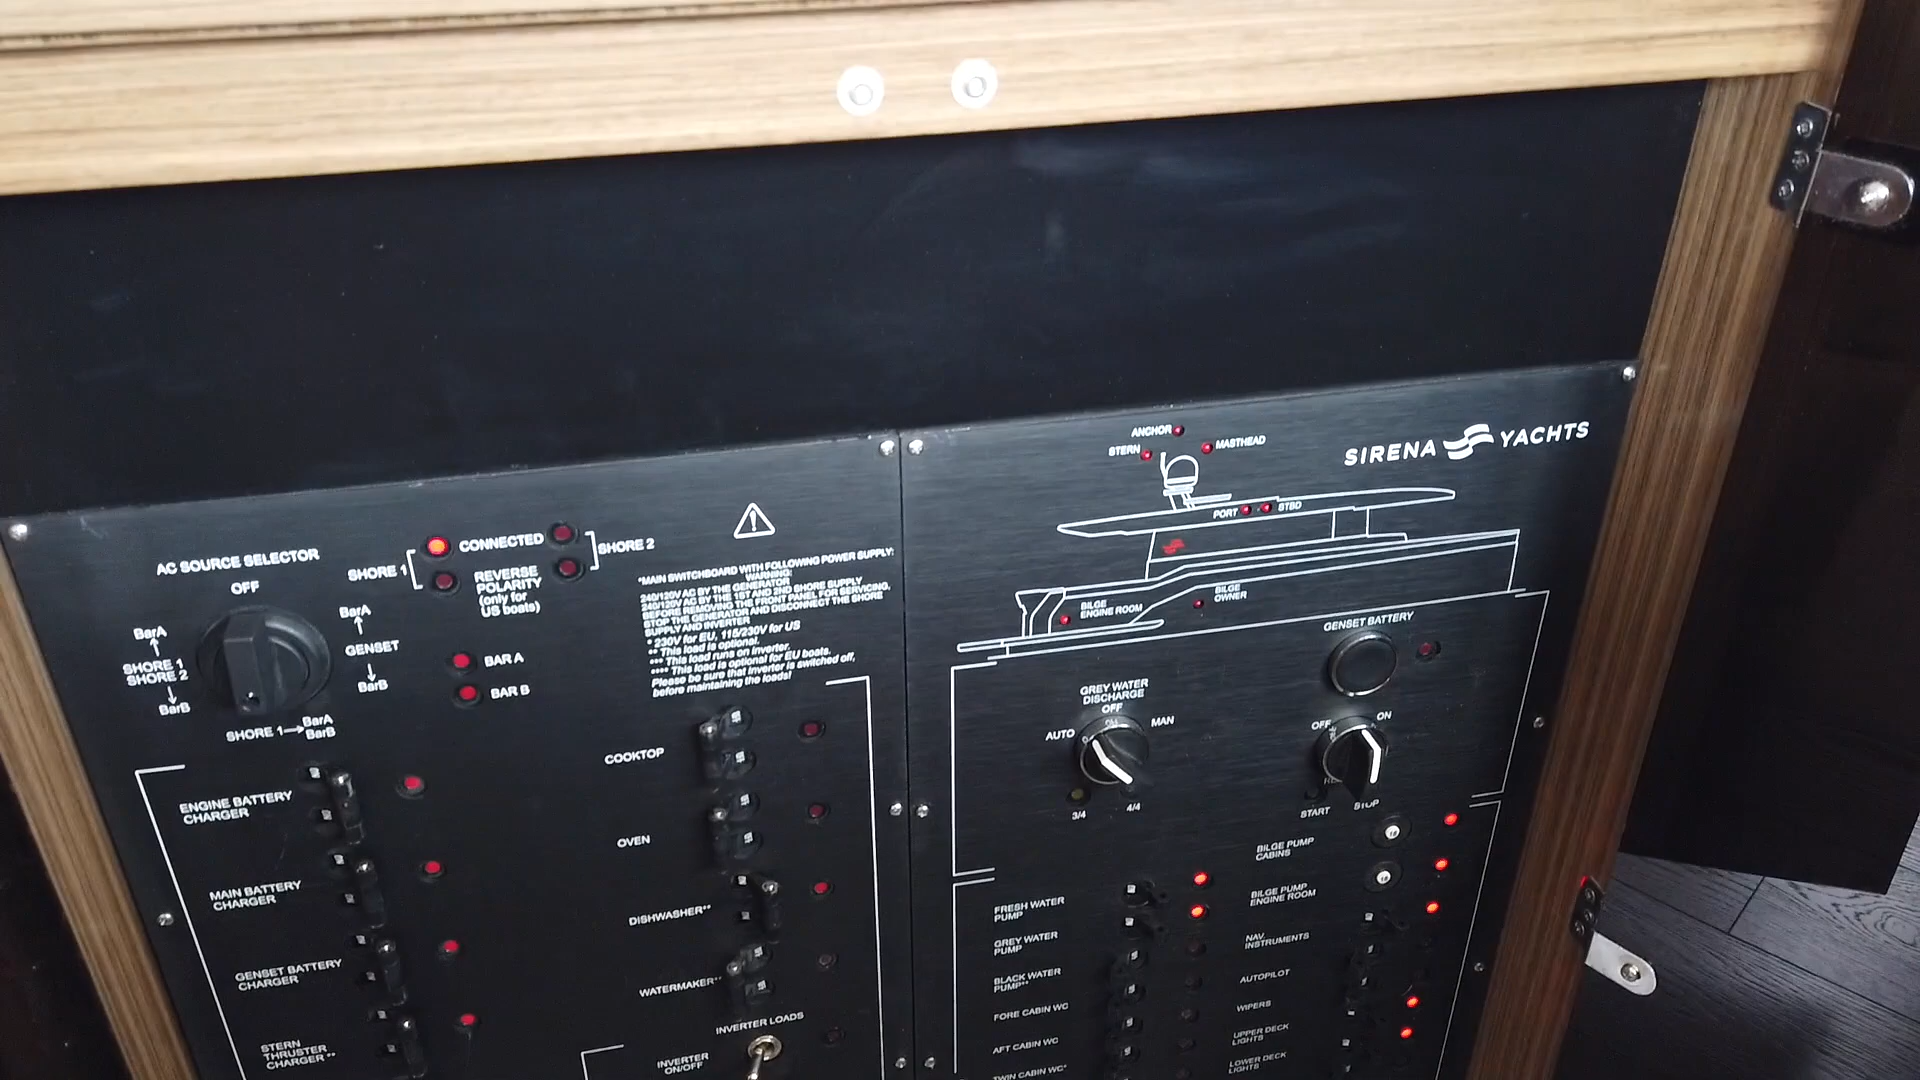 AC SOURCE SELECTOR
OFF
BarA
SHORE 1
SHORE 2
BarB
BarA
GENSET
BarB
SHORE 1
BarA
BarB
CONNECTED
SHORE 1
SHORE 2
REVERSE
POLARITY
(only for
US boats)
BAR A
BAR B
*MAIN SWITCHBOARD WITH FOLLOWING POWER SUPPLY:
WARNING:
240/120V AC BY THE GENERATOR
240/120V AC BY THE 1ST AND 2ND SHORE SUPPLY
BEFORE REMOVING THE FRONT PANEL FOR SERVICING,
STOP THE GENERATOR AND DISCONNECT THE SHORE
SUPPLY AND INVERTER
* 230V for EU, 115/230V for US
** This load is optional.
*** This load runs on inverter.
**** This load is optional for EU boats.
Please be sure that inverter is switched off,
before maintaining the loads!
ENGINE BATTERY
CHARGER
MAIN BATTERY
CHARGER
GENSET BATTERY
CHARGER
STERN
THRUSTER
CHARGER**
COOKTOP
OVEN
DISHWASHER**
WATERMAKER**
INVERTER LOADS
INVERTER
ON/OFF
SIRENA YACHTS
ANCHOR
STERN
MASTHEAD
PORT
STBD
BILGE
ENGINE ROOM
BILGE
OWNER
GENSET BATTERY
GREY WATER
DISCHARGE
OFF
AUTO
MAN
3/4
4/4
OFF
ON
START
STOP
FRESH WATER
PUMP
GREY WATER
PUMP
BLACK WATER
PUMP**
FORE CABIN WC
AFT CABIN WC
TWIN CABIN WC*
BILGE PUMP
CABINS
BILGE PUMP
ENGINE ROOM
NAV.
INSTRUMENTS
AUTOPILOT
WIPERS
UPPER DECK
LIGHTS
LOWER DECK
LIGHTS